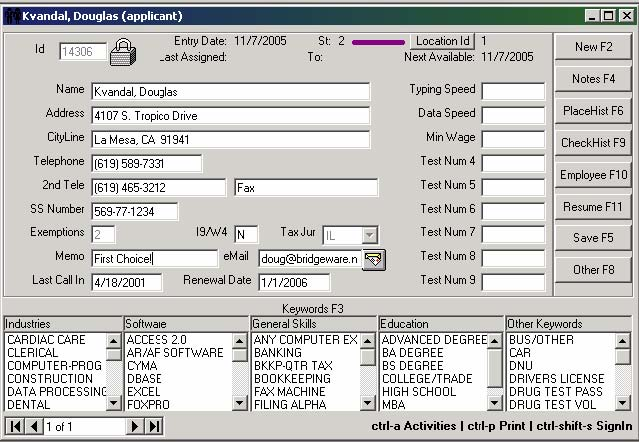 Kvandal, Douglas (applicant)
Id 14306 Entry Date: 11/7/2005 St: 2 Location Id 1 New F2
Last Assigned: To: Next Available: 11/7/2005
Name Kvandal, Douglas Typing Speed Notes F4
Address 4107 S. Tropico Drive Data Speed PlaceHist F6
CityLine La Mesa, CA 91941 Min Wage CheckHist F9
Telephone (619) 589-7331 Test Num 4
2nd Tele (619) 465-3212 Fax Test Num 5 Employee F10
SS Number 569-77-1234 Test Num 6 Resume F11
Exemptions 2 I9/W4 N Tax Jur IL Test Num 7 Save F5
Memo First Choice! eMail doug@bridgeware.n Test Num 8
Last Call In 4/18/2001 Renewal Date 1/1/2006 Test Num 9 Other F8
Keywords F3
Industries Software General Skills Education Other Keywords
CARDIAC CARE ACCESS 2.0 ANY COMPUTER EX ADVANCED DEGREE BUS/OTHER
CLERICAL AR/AF SOFTWARE BANKING BA DEGREE CAR
COMPUTER-PROG CYMA BKKP-QTR TAX BS DEGREE DNU
CONSTRUCTION DBASE BOOKKEEPING COLLEGE/TRADE DRIVERS LICENSE
DATA PROCESSING EXCEL FAX MACHINE HIGH SCHOOL DRUG TEST PASS
DENTAL FOXPRO FILING ALPHA MBA DRUG TEST VOL
1 of 1 ctrl-a Activities | ctrl-p Print | ctrl-shift-s SignIn